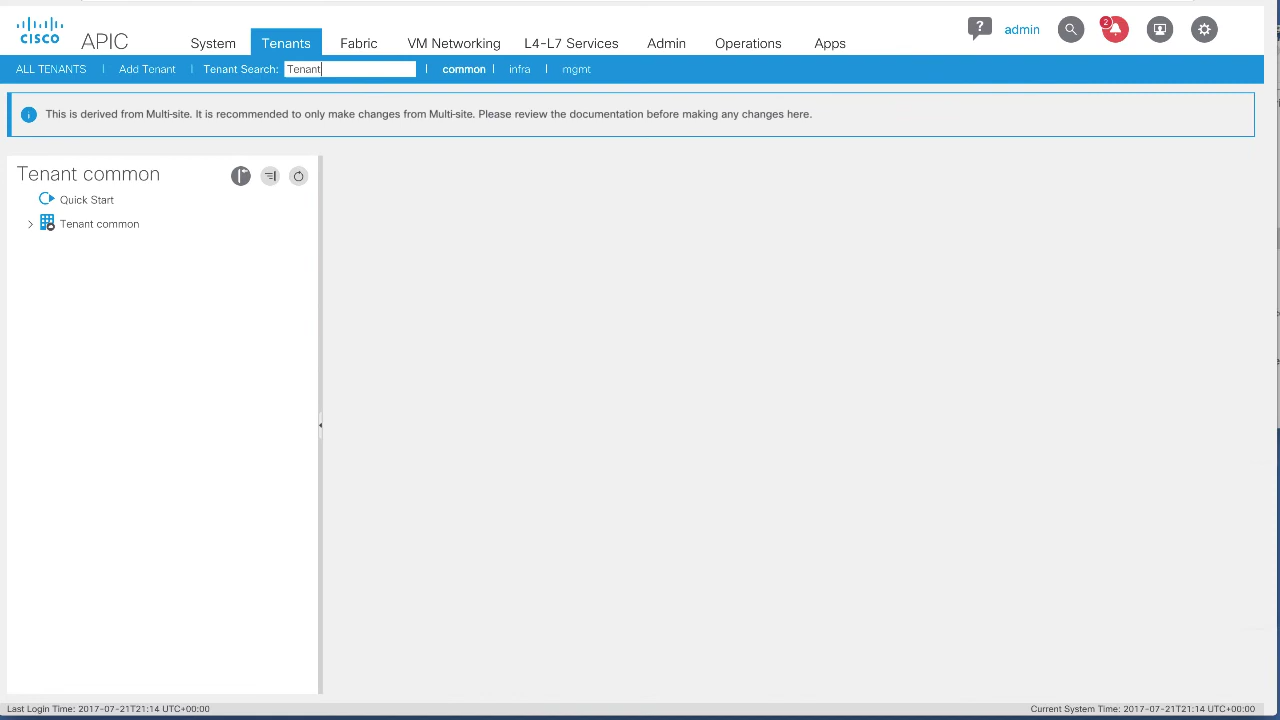 CISCO APIC System Tenants Fabric VM Networking L4-L7 Services Admin Operations Apps ? admin 2
ALL TENANTS | Add Tenant | Tenant Search: Tenant | common | infra | mgmt
i This is derived from Multi-site. It is recommended to only make changes from Multi-site. Please review the documentation before making any changes here.
Tenant common
Quick Start
Tenant common
Last Login Time: 2017-07-21T21:14 UTC+00:00 Current System Time: 2017-07-21T21:14 UTC+00:00